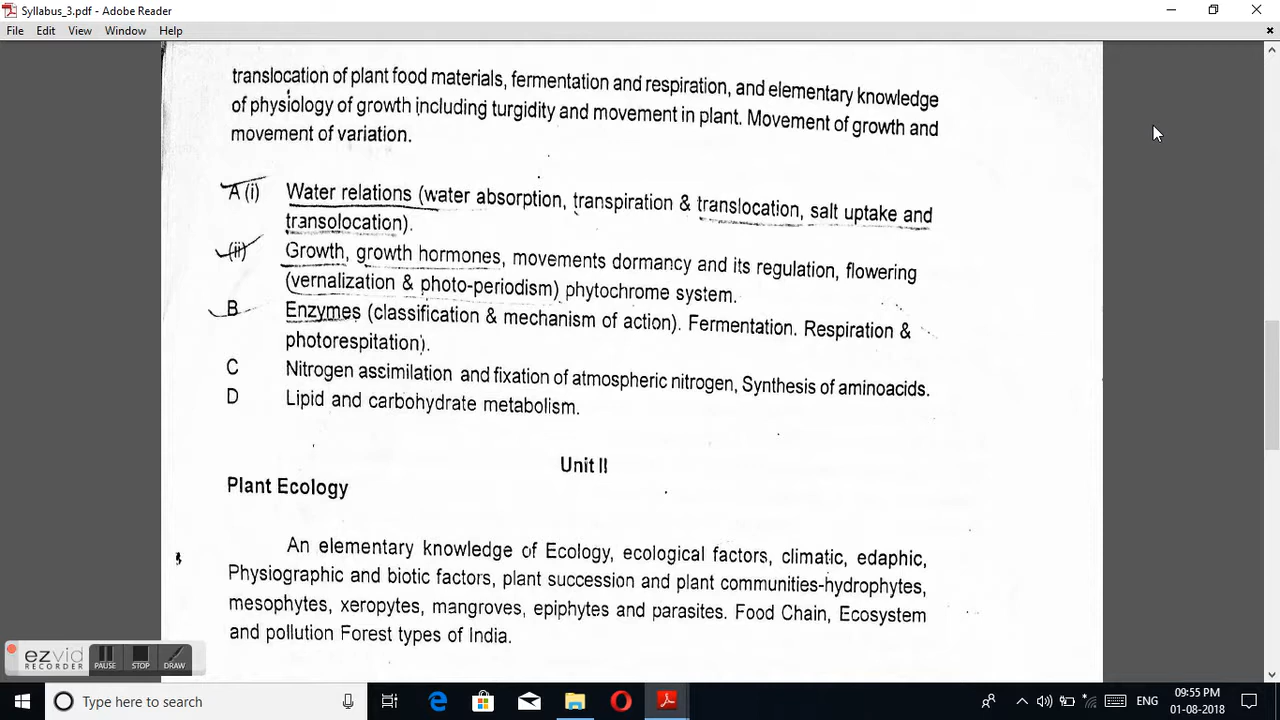 Syllabus_3.pdf - Adobe Reader
File Edit View Window Help
translocation of plant food materials, fermentation and respiration, and elementary knowledge
of physiology of growth including turgidity and movement in plant. Movement of growth and
movement of variation.
A (i) Water relations (water absorption, transpiration & translocation, salt uptake and
transolocation).
(ii) Growth, growth hormones, movements dormancy and its regulation, flowering
(vernalization & photo-periodism) phytochrome system.
B Enzymes (classification & mechanism of action). Fermentation. Respiration &
photorespitation).
C Nitrogen assimilation and fixation of atmospheric nitrogen, Synthesis of aminoacids.
D Lipid and carbohydrate metabolism.
Unit II
Plant Ecology
An elementary knowledge of Ecology, ecological factors, climatic, edaphic,
Physiographic and biotic factors, plant succession and plant communities-hydrophytes,
mesophytes, xeropytes, mangroves, epiphytes and parasites. Food Chain, Ecosystem
and pollution Forest types of India.
ezvid
RECORDER
PAUSE STOP DRAW
Type here to search
ENG
09:55 PM
01-08-2018